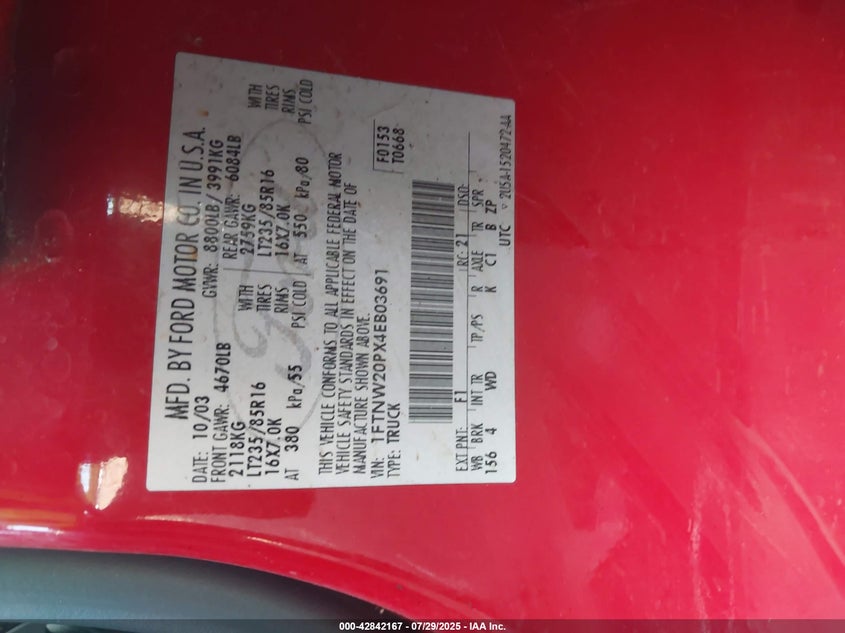 MFD. BY FORD MOTOR CO. IN U.S.A.
DATE: 10/03 GVWR: 8800LB/ 3991KG
FRONT GAWR: 4670LB REAR GAWR: 6084LB
2118KG WITH 2759KG WITH
LT235/85R16 TIRES LT235/85R16 TIRES
16X7.0K RIMS 16X7.0K RIMS
AT 380 kPa/55 PSI COLD AT 550 kPa/80 PSI COLD
THIS VEHICLE CONFORMS TO ALL APPLICABLE FEDERAL MOTOR
VEHICLE SAFETY STANDARDS IN EFFECT ON THE DATE OF
MANUFACTURE SHOWN ABOVE.
VIN: 1FTNW20PX4EB03691 F0153
TYPE: TRUCK T0668
EXT PNT: F1 RC: 21 DSO:
WB BRK INT TR TP/PS R AXLE TR SPR
156 4 WD K C1 B ZP
UTC 2U5A-1520472-AA
Ford
000-42842167 - 07/29/2025 - IAA Inc.